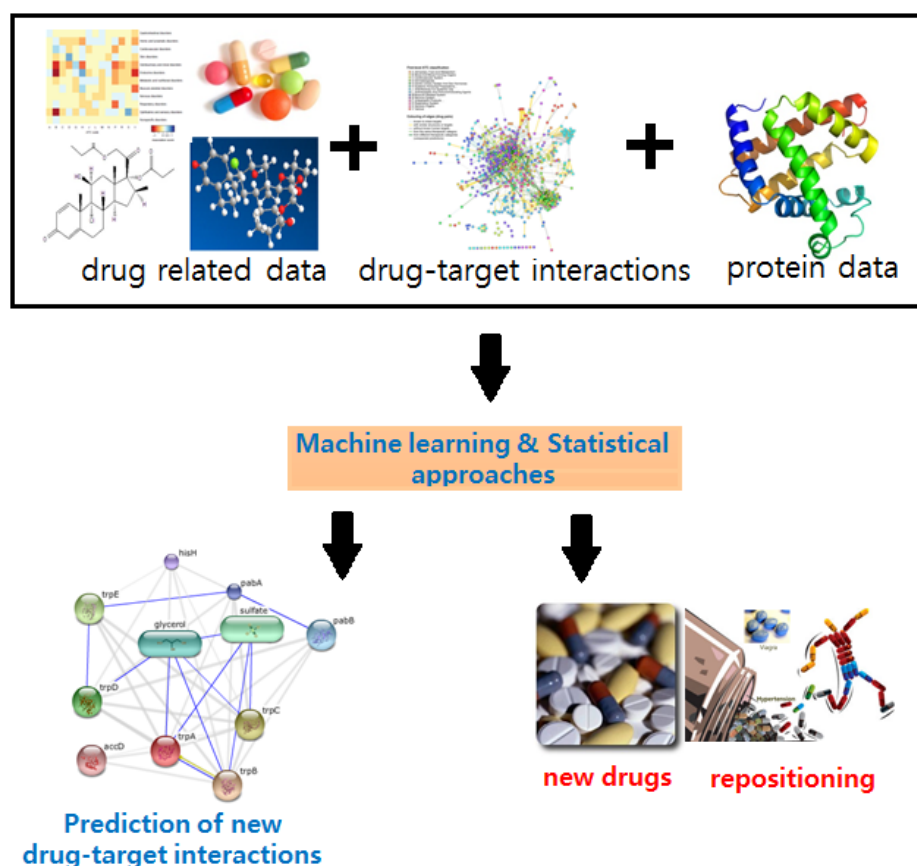 drug related data
drug-target interactions
protein data
Machine learning & Statistical
approaches
hisH
pabA
trpE
sulfate
glycerol
pabB
trpD
trpC
trpA
accD
trpB
Viagra
Hypertension
new drugs
repositioning
Prediction of new
drug-target interactions